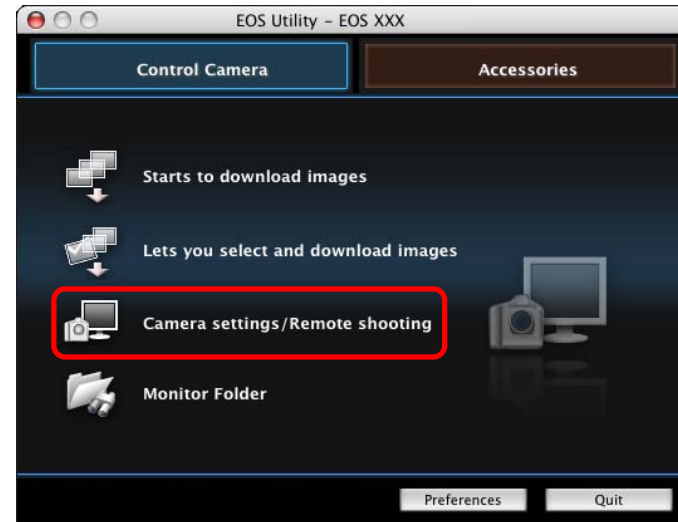 EOS Utility – EOS XXX
Control Camera
Accessories
Starts to download images
Lets you select and download images
Camera settings/Remote shooting
Monitor Folder
Preferences
Quit